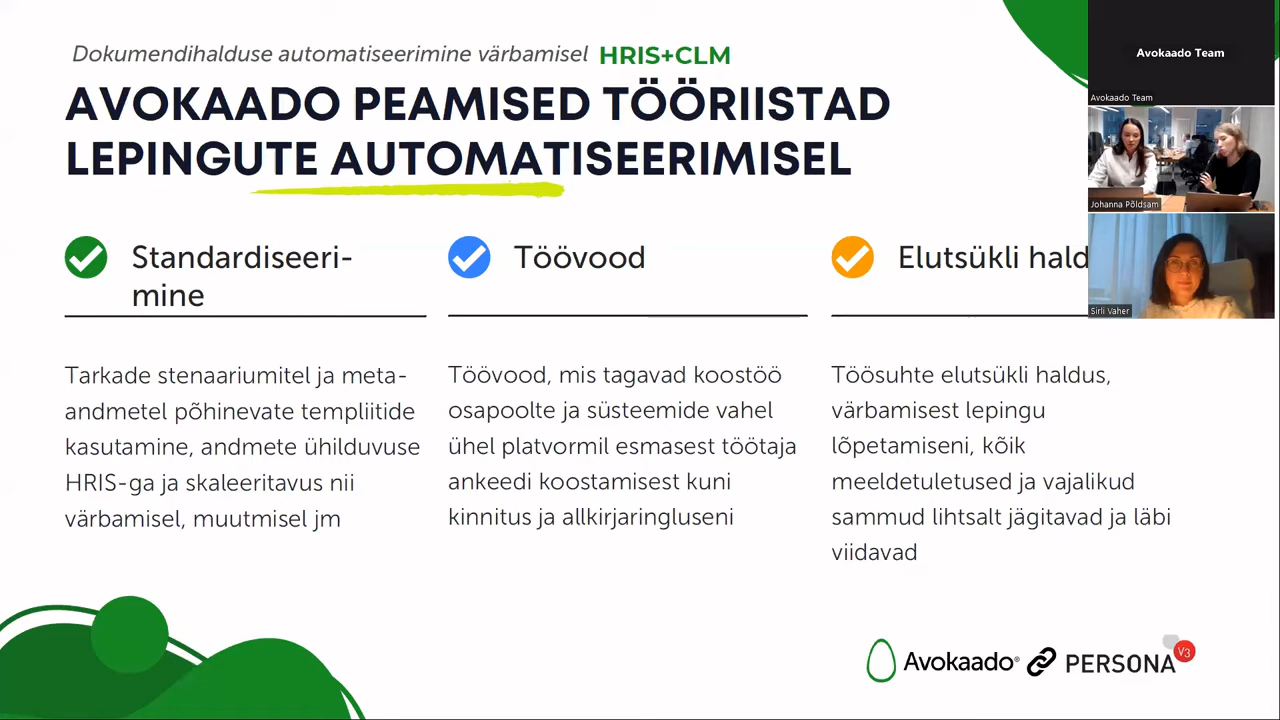 Dokumendihalduse automatiseerimine värbamisel HRIS+CLM
AVOKAADO PEAMISED TÖÖRIISTAD
LEPINGUTE AUTOMATISEERIMISEL
Standardiseeri-
mine
Tarkade stenaariumitel ja meta-
andmetel põhinevate templiitide
kasutamine, andmete ühilduvuse
HRIS-ga ja skaleeritavus nii
värbamisel, muutmisel jm
Töövood
Töövood, mis tagavad koostöö
osapoolte ja süsteemide vahel
ühel platvormil esmasest töötaja
ankeedi koostamisest kuni
kinnitus ja allkirjaringluseni
Elutsükli hald
Töösuhte elutsükli haldus,
värbamisest lepingu
lõpetamiseni, kõik
meeldetuletused ja vajalikud
sammud lihtsalt jägitavad ja läbi
viidavad
Avokaado Team
Avokaado Team
Johanna Põldsam
Sirli Vaher
Avokaado® PERSONA V3